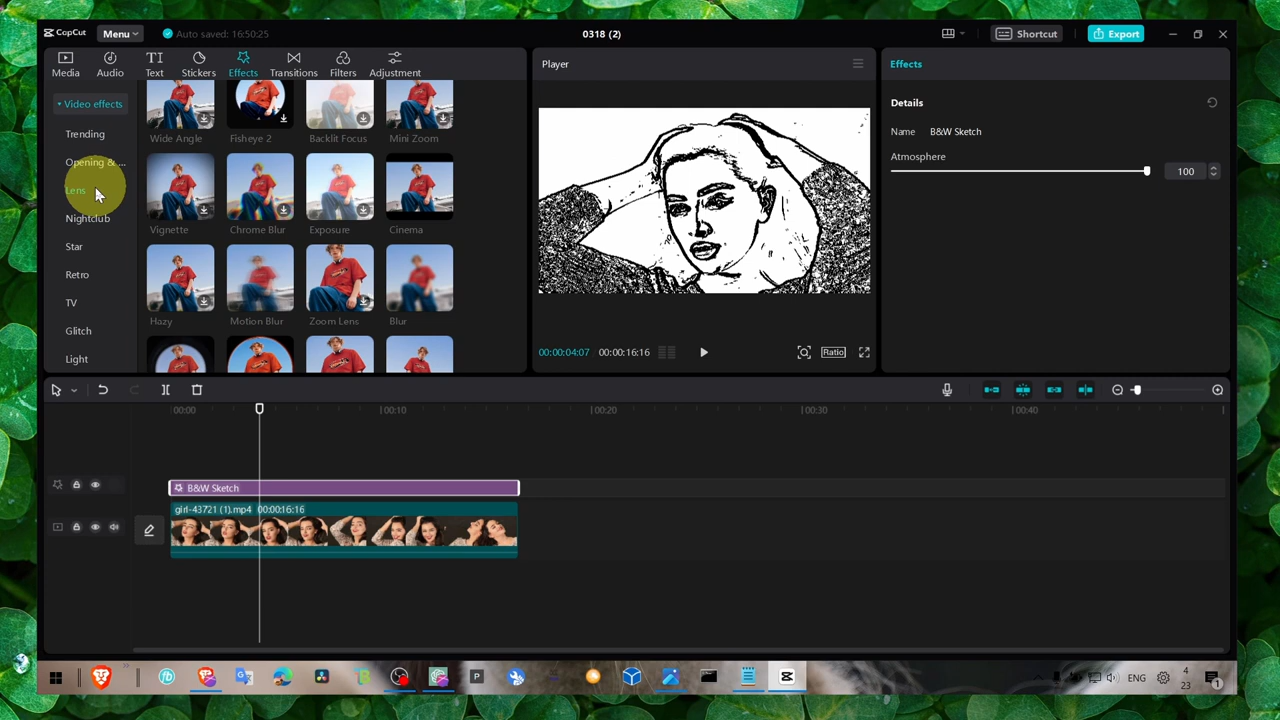 CapCut
Menu
Auto saved: 16:50:25
0318 (2)
Shortcut
Export
Media
Audio
Text
Stickers
Effects
Transitions
Filters
Adjustment
Player
Effects
Video effects
Trending
Opening & ...
Lens
Nightclub
Star
Retro
TV
Glitch
Light
Wide Angle
Fisheye 2
Backlit Focus
Mini Zoom
Vignette
Chrome Blur
Exposure
Cinema
Hazy
Motion Blur
Zoom Lens
Blur
Details
Name B&W Sketch
Atmosphere
100
00:00:04:07 00:00:16:16
Ratio
00:00
00:10
00:20
00:30
00:40
B&W Sketch
girl-43721 (1).mp4 00:00:16:16
ENG
4
23
1